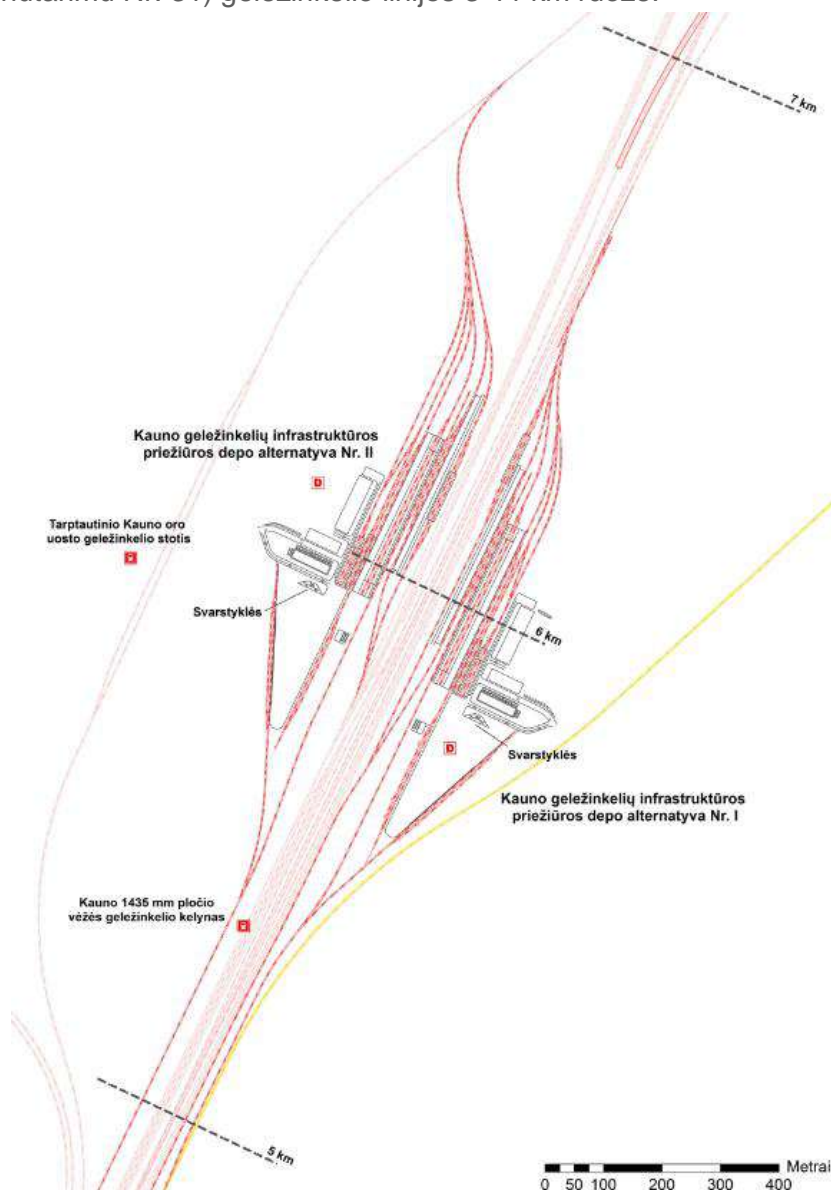 geležinkelio linijos
7 km
Kauno geležinkelių infrastruktūros
priežiūros depo alternatyva Nr. II
D
Tarptautinio Kauno oro
uosto geležinkelio stotis
Svarstyklės
6 km
D
Svarstyklės
Kauno geležinkelių infrastruktūros
priežiūros depo alternatyva Nr. I
Kauno 1435 mm pločio
vėžės geležinkelio kelynas
5 km
Metrai
0 50 100 200 300 400